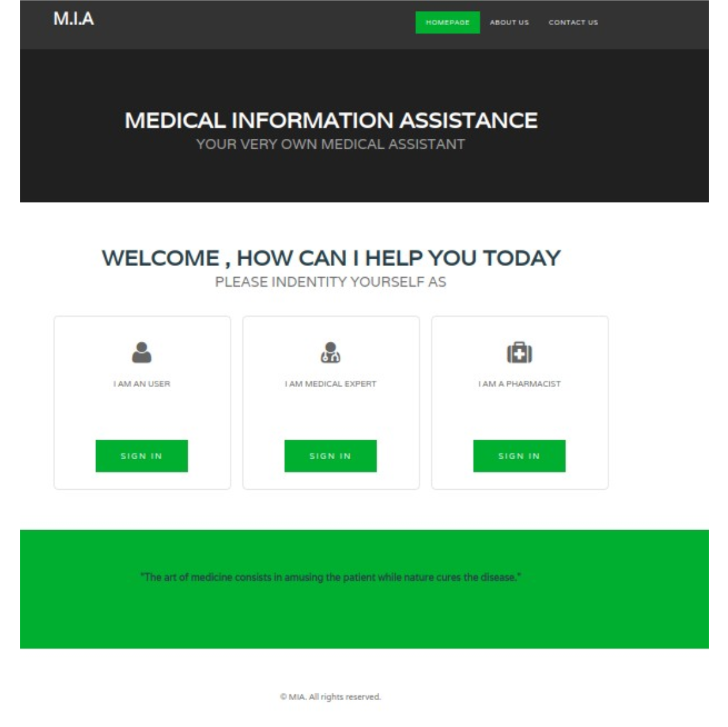 M.I.A
HOMEPAGE ABOUT US CONTACT US
MEDICAL INFORMATION ASSISTANCE
YOUR VERY OWN MEDICAL ASSISTANT
WELCOME , HOW CAN I HELP YOU TODAY
PLEASE INDENTITY YOURSELF AS
I AM AN USER
I AM MEDICAL EXPERT
I AM A PHARMACIST
SIGN IN
SIGN IN
SIGN IN
"The art of medicine consists in amusing the patient while nature cures the disease."
© MIA. All rights reserved.